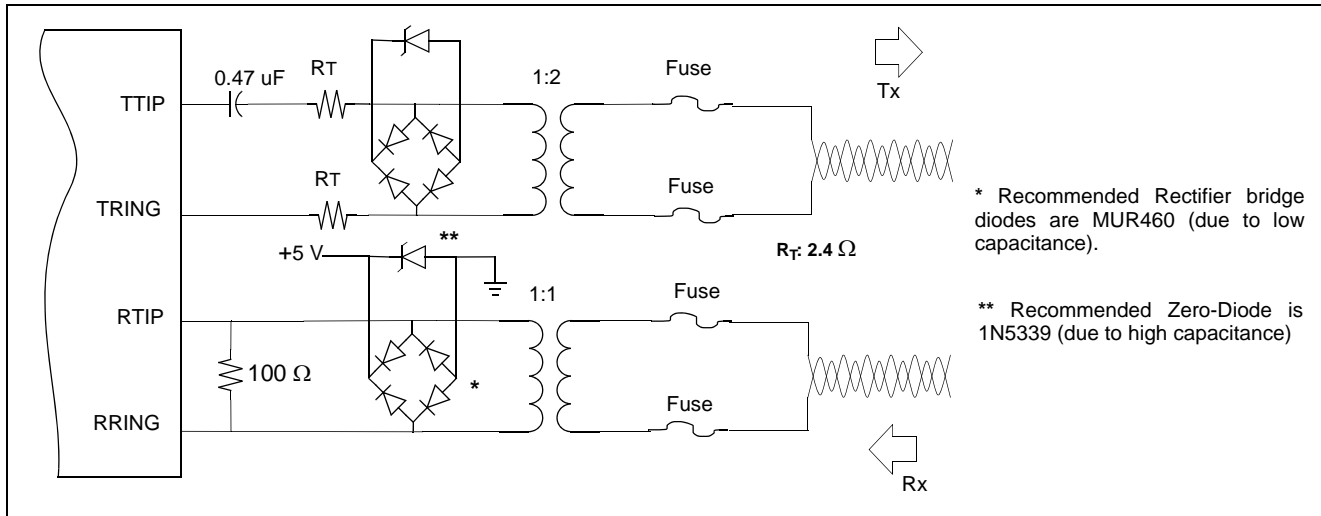 TTIP
0.47 uF
RT
1:2
Fuse
Tx
TRING
RT
Fuse
RT: 2.4 Ω
* Recommended Rectifier bridge
diodes are MUR460 (due to low
capacitance).
+5 V
**
RTIP
100 Ω
*
1:1
Fuse
** Recommended Zero-Diode is
1N5339 (due to high capacitance)
RRING
Fuse
Rx